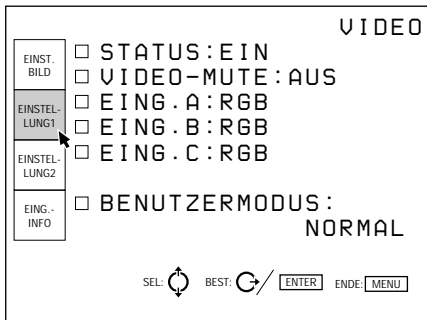 VIDEO
EINST.
BILD
EINSTEL-
LUNG1
EINSTEL-
LUNG2
EING.-
INFO
STATUS:EIN
VIDEO-MUTE:AUS
EING.A:RGB
EING.B:RGB
EING.C:RGB
BENUTZERMODUS:
NORMAL
SEL: BEST: / ENTER ENDE: MENU